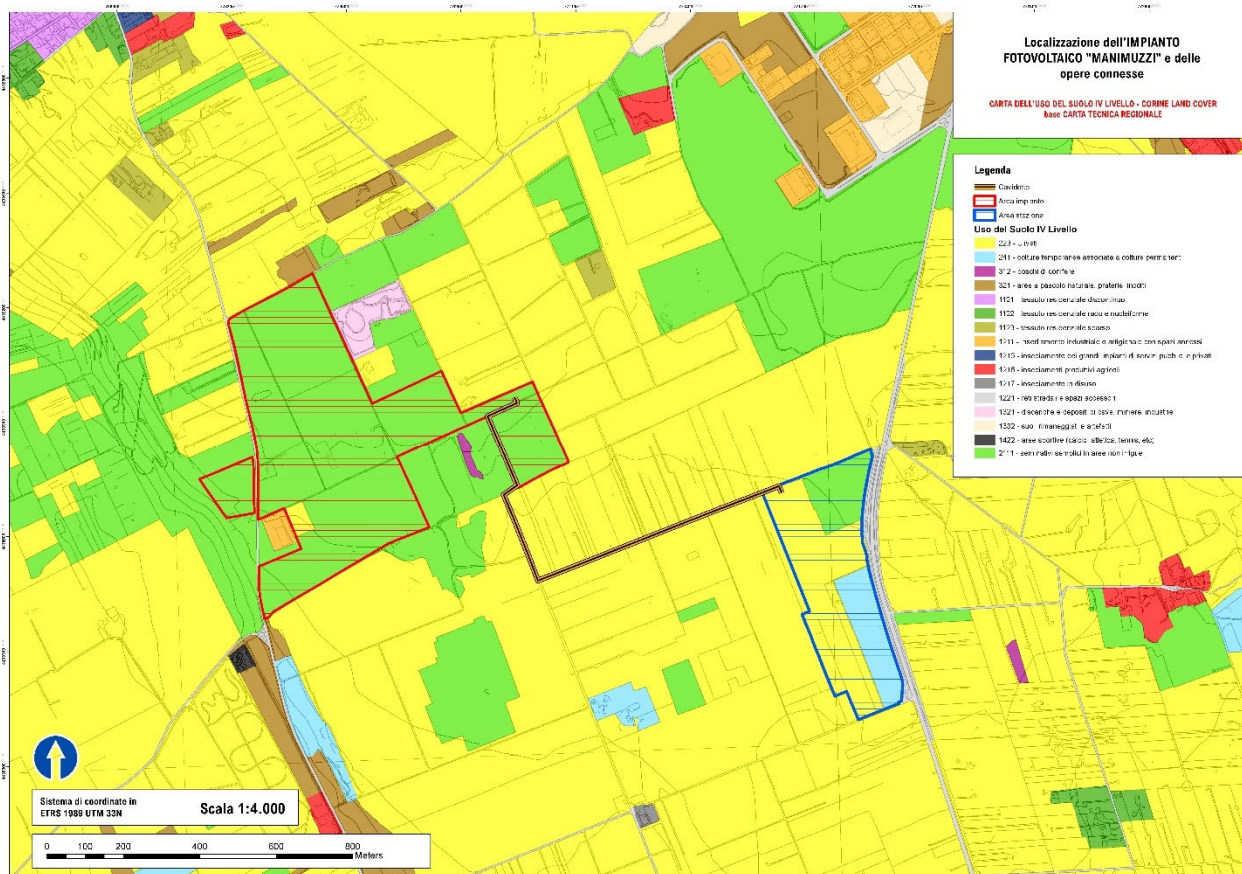 Localizzazione dell'IMPIANTO
FOTOVOLTAICO "MANIMUZZI" e delle
opere connesse
CARTA DELL'USO DEL SUOLO IV LIVELLO - CORINE LAND COVER
base CARTA TECNICA REGIONALE
Legenda
Cavidotto
Area impianto
Area stazione
Uso del Suolo IV Livello
223 - 
241 - colture temporanee associate a colture permanenti
312 - boschi di conifere
321 - aree a pascolo naturale, praterie, incolti
1121 - tessuto residenziale discontinuo
1122 - tessuto residenziale rado e nucleiforme
1123 - tessuto residenziale sparso
1211 - insediamento industriale o artigianale con spazi annessi
1213 - insediamento dei grandi impianti di servizi pubblici e privati
1216 - insediamenti produttivi agricoli
1217 - insediamento in disuso
1221 - reti stradali e spazi accessori
1321 - discariche e depositi di cave, miniere, industrie
1332 - suoli rimaneggiati e artefatti
1422 - aree sportive (calcio, atletica, tennis, etc)
2111 - seminativi semplici in aree non irrigue
Sistema di coordinate in
ETRS 1989 UTM 33N
Scala 1:4.000
0 100 200 400 600 800
Meters